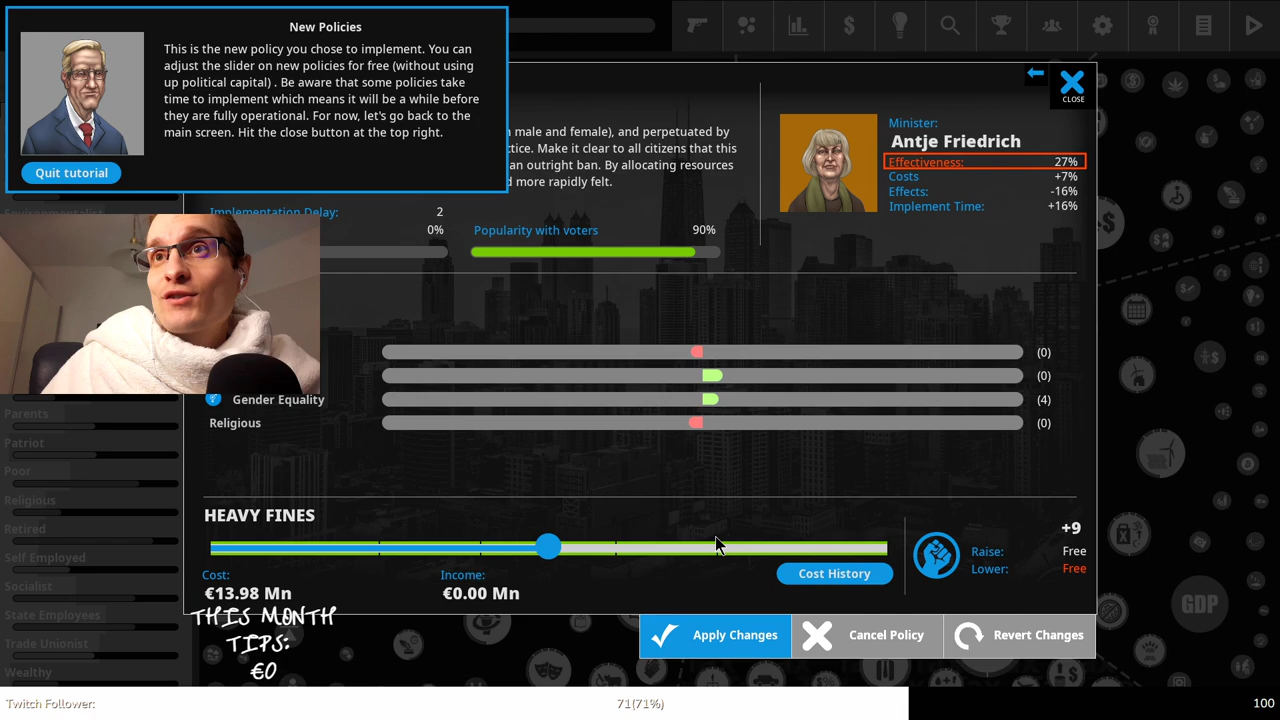 New Policies
This is the new policy you chose to implement. You can
adjust the slider on new policies for free (without using
up political capital) . Be aware that some policies take
time to implement which means it will be a while before
they are fully operational. For now, let's go back to the
main screen. Hit the close button at the top right.
Quit tutorial
CLOSE
male and female), and perpetuated by
Make it clear to all citizens that this
an outright ban. By allocating resources
more rapidly felt.
Minister:
Antje Friedrich
Effectiveness: 27%
Costs +7%
Effects: -16%
Implement Time: +16%
Implementation Delay: 2
0%
Popularity with voters 90%
(0)
(0)
Gender Equality (4)
Religious (0)
Parents
Patriot
Poor
Religious
Retired
Self Employed
Socialist
State Employees
Trade Unionist
Wealthy
HEAVY FINES
+9
Raise: Free
Lower: Free
Cost:
€13.98 Mn
Income:
€0.00 Mn
Cost History
THIS MONTH
TIPS:
€0
Apply Changes
Cancel Policy
Revert Changes
GDP
Twitch Follower:
71(71%)
100